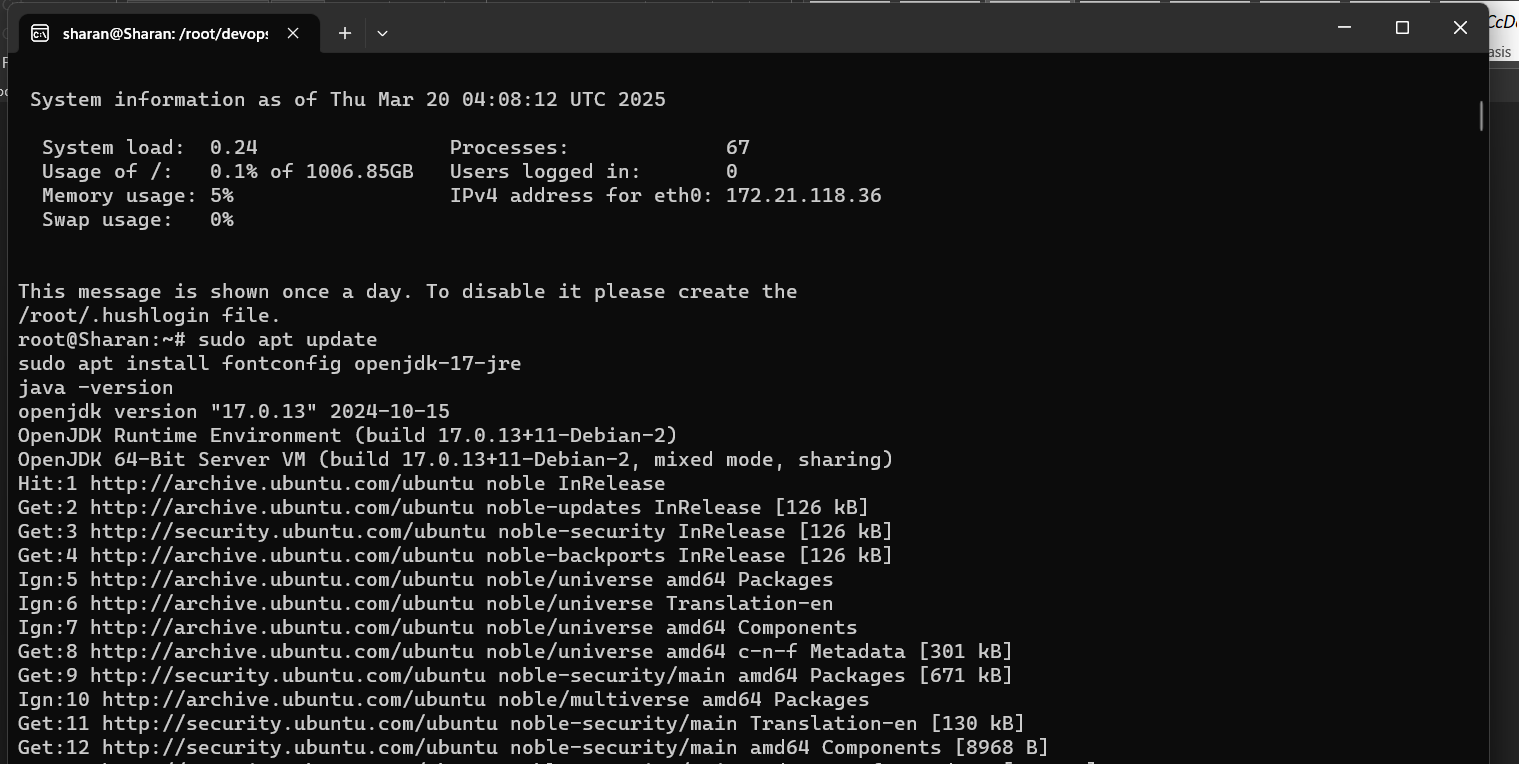 sharan@Sharan: /root/devops
CcD
asis
System information as of Thu Mar 20 04:08:12 UTC 2025
System load: 0.24 Processes: 67
Usage of /: 0.1% of 1006.85GB Users logged in: 0
Memory usage: 5% IPv4 address for eth0: 172.21.118.36
Swap usage: 0%
This message is shown once a day. To disable it please create the
/root/.hushlogin file.
root@Sharan:~# sudo apt update
sudo apt install fontconfig openjdk-17-jre
java -version
openjdk version "17.0.13" 2024-10-15
OpenJDK Runtime Environment (build 17.0.13+11-Debian-2)
OpenJDK 64-Bit Server VM (build 17.0.13+11-Debian-2, mixed mode, sharing)
Hit:1 http://archive.ubuntu.com/ubuntu noble InRelease
Get:2 http://archive.ubuntu.com/ubuntu noble-updates InRelease [126 kB]
Get:3 http://security.ubuntu.com/ubuntu noble-security InRelease [126 kB]
Get:4 http://archive.ubuntu.com/ubuntu noble-backports InRelease [126 kB]
Ign:5 http://archive.ubuntu.com/ubuntu noble/universe amd64 Packages
Ign:6 http://archive.ubuntu.com/ubuntu noble/universe Translation-en
Ign:7 http://archive.ubuntu.com/ubuntu noble/universe amd64 Components
Get:8 http://archive.ubuntu.com/ubuntu noble/universe amd64 c-n-f Metadata [301 kB]
Get:9 http://security.ubuntu.com/ubuntu noble-security/main amd64 Packages [671 kB]
Ign:10 http://archive.ubuntu.com/ubuntu noble/multiverse amd64 Packages
Get:11 http://security.ubuntu.com/ubuntu noble-security/main Translation-en [130 kB]
Get:12 http://security.ubuntu.com/ubuntu noble-security/main amd64 Components [8968 B]